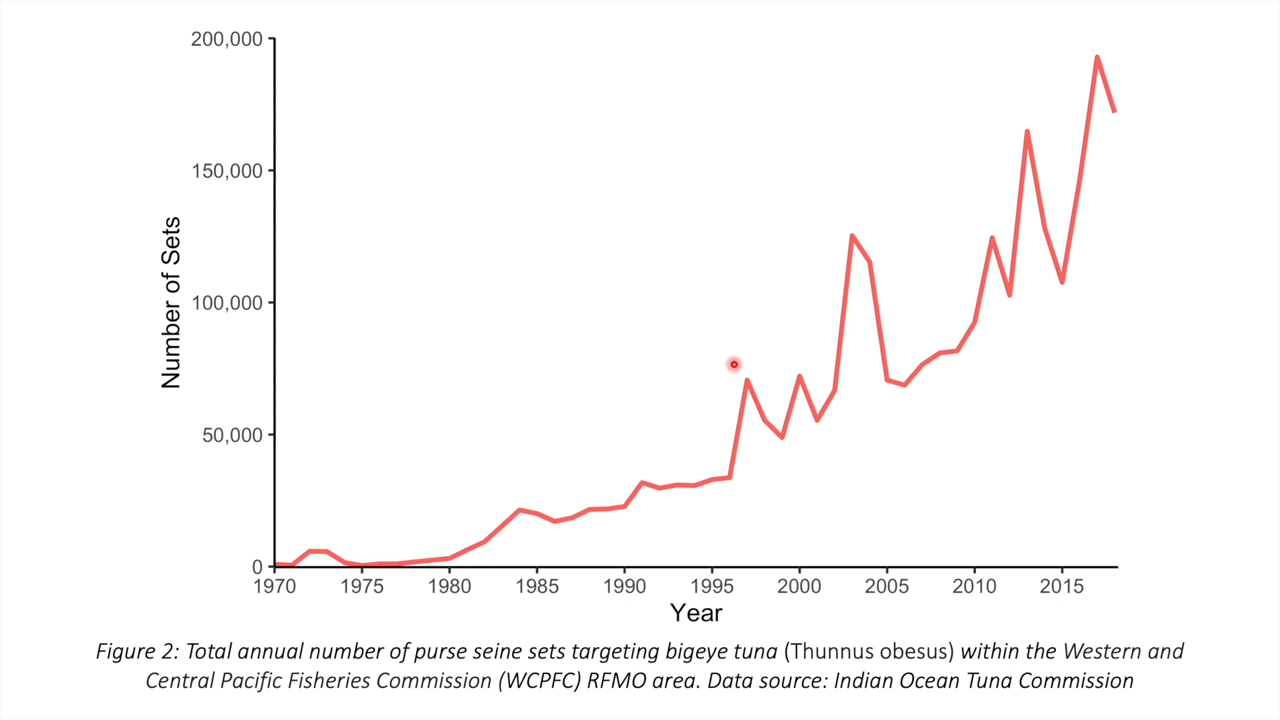 200,000
150,000
100,000
50,000
0
Number of Sets
1970 1975 1980 1985 1990 1995 2000 2005 2010 2015
Year
Figure 2: Total annual number of purse seine sets targeting bigeye tuna (Thunnus obesus) within the Western and
Central Pacific Fisheries Commission (WCPFC) RFMO area. Data source: Indian Ocean Tuna Commission